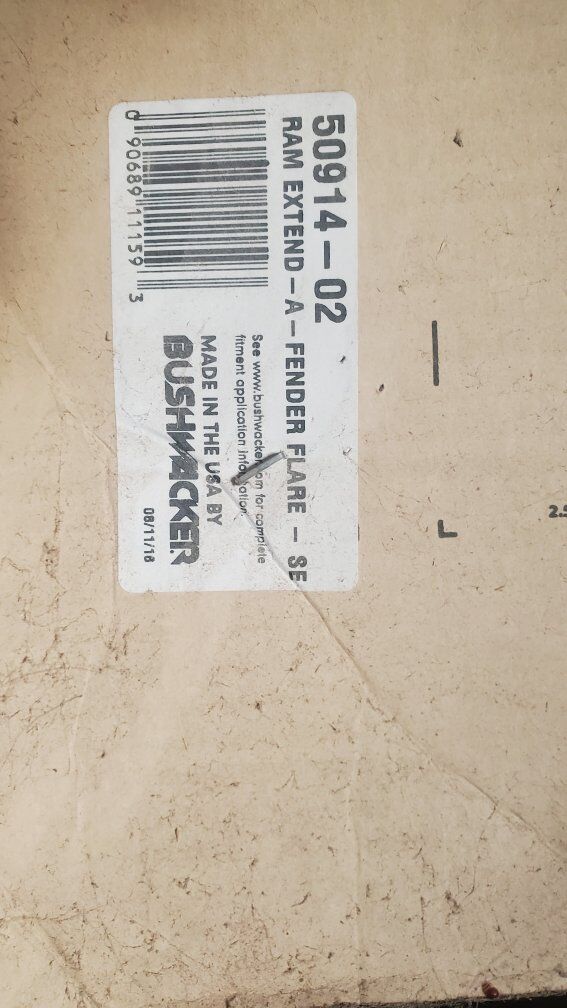 50914-02
RAM EXTEND-A-FENDER FLARE - SE
0 90689 11159 3
See www.bushwacker.com for complete
fitment application information.
MADE IN THE USA BY
BUSHWACKER
08/11/16